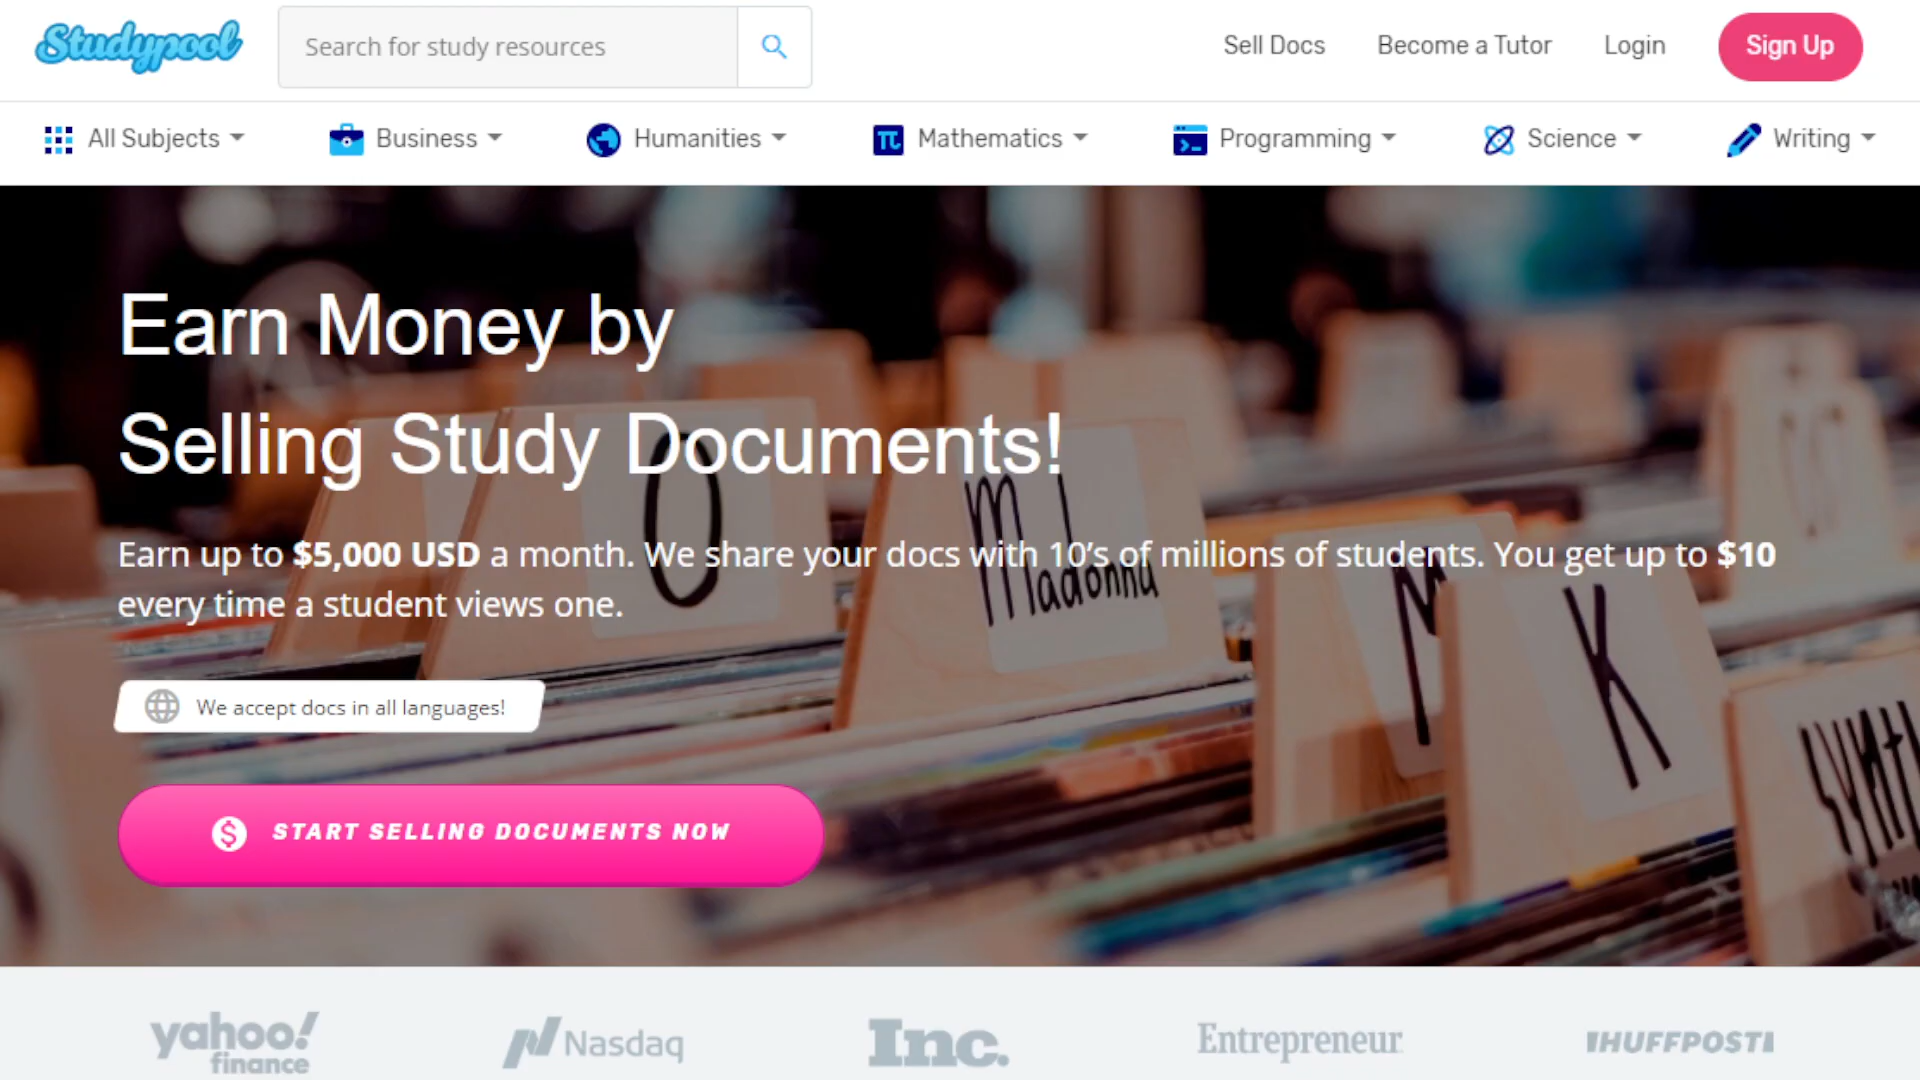 Studypool
Search for study resources
Sell Docs
Become a Tutor
Login
Sign Up
All Subjects
Business
Humanities
Mathematics
Programming
Science
Writing
Earn Money by
Selling Study Documents!
Earn up to $5,000 USD a month. We share your docs with 10’s of millions of students. You get up to $10
every time a student views one.
We accept docs in all languages!
START SELLING DOCUMENTS NOW
O
Madonna
M
K
yahoo!
finance
Nasdaq
Inc.
Entrepreneur
HUFFPOST